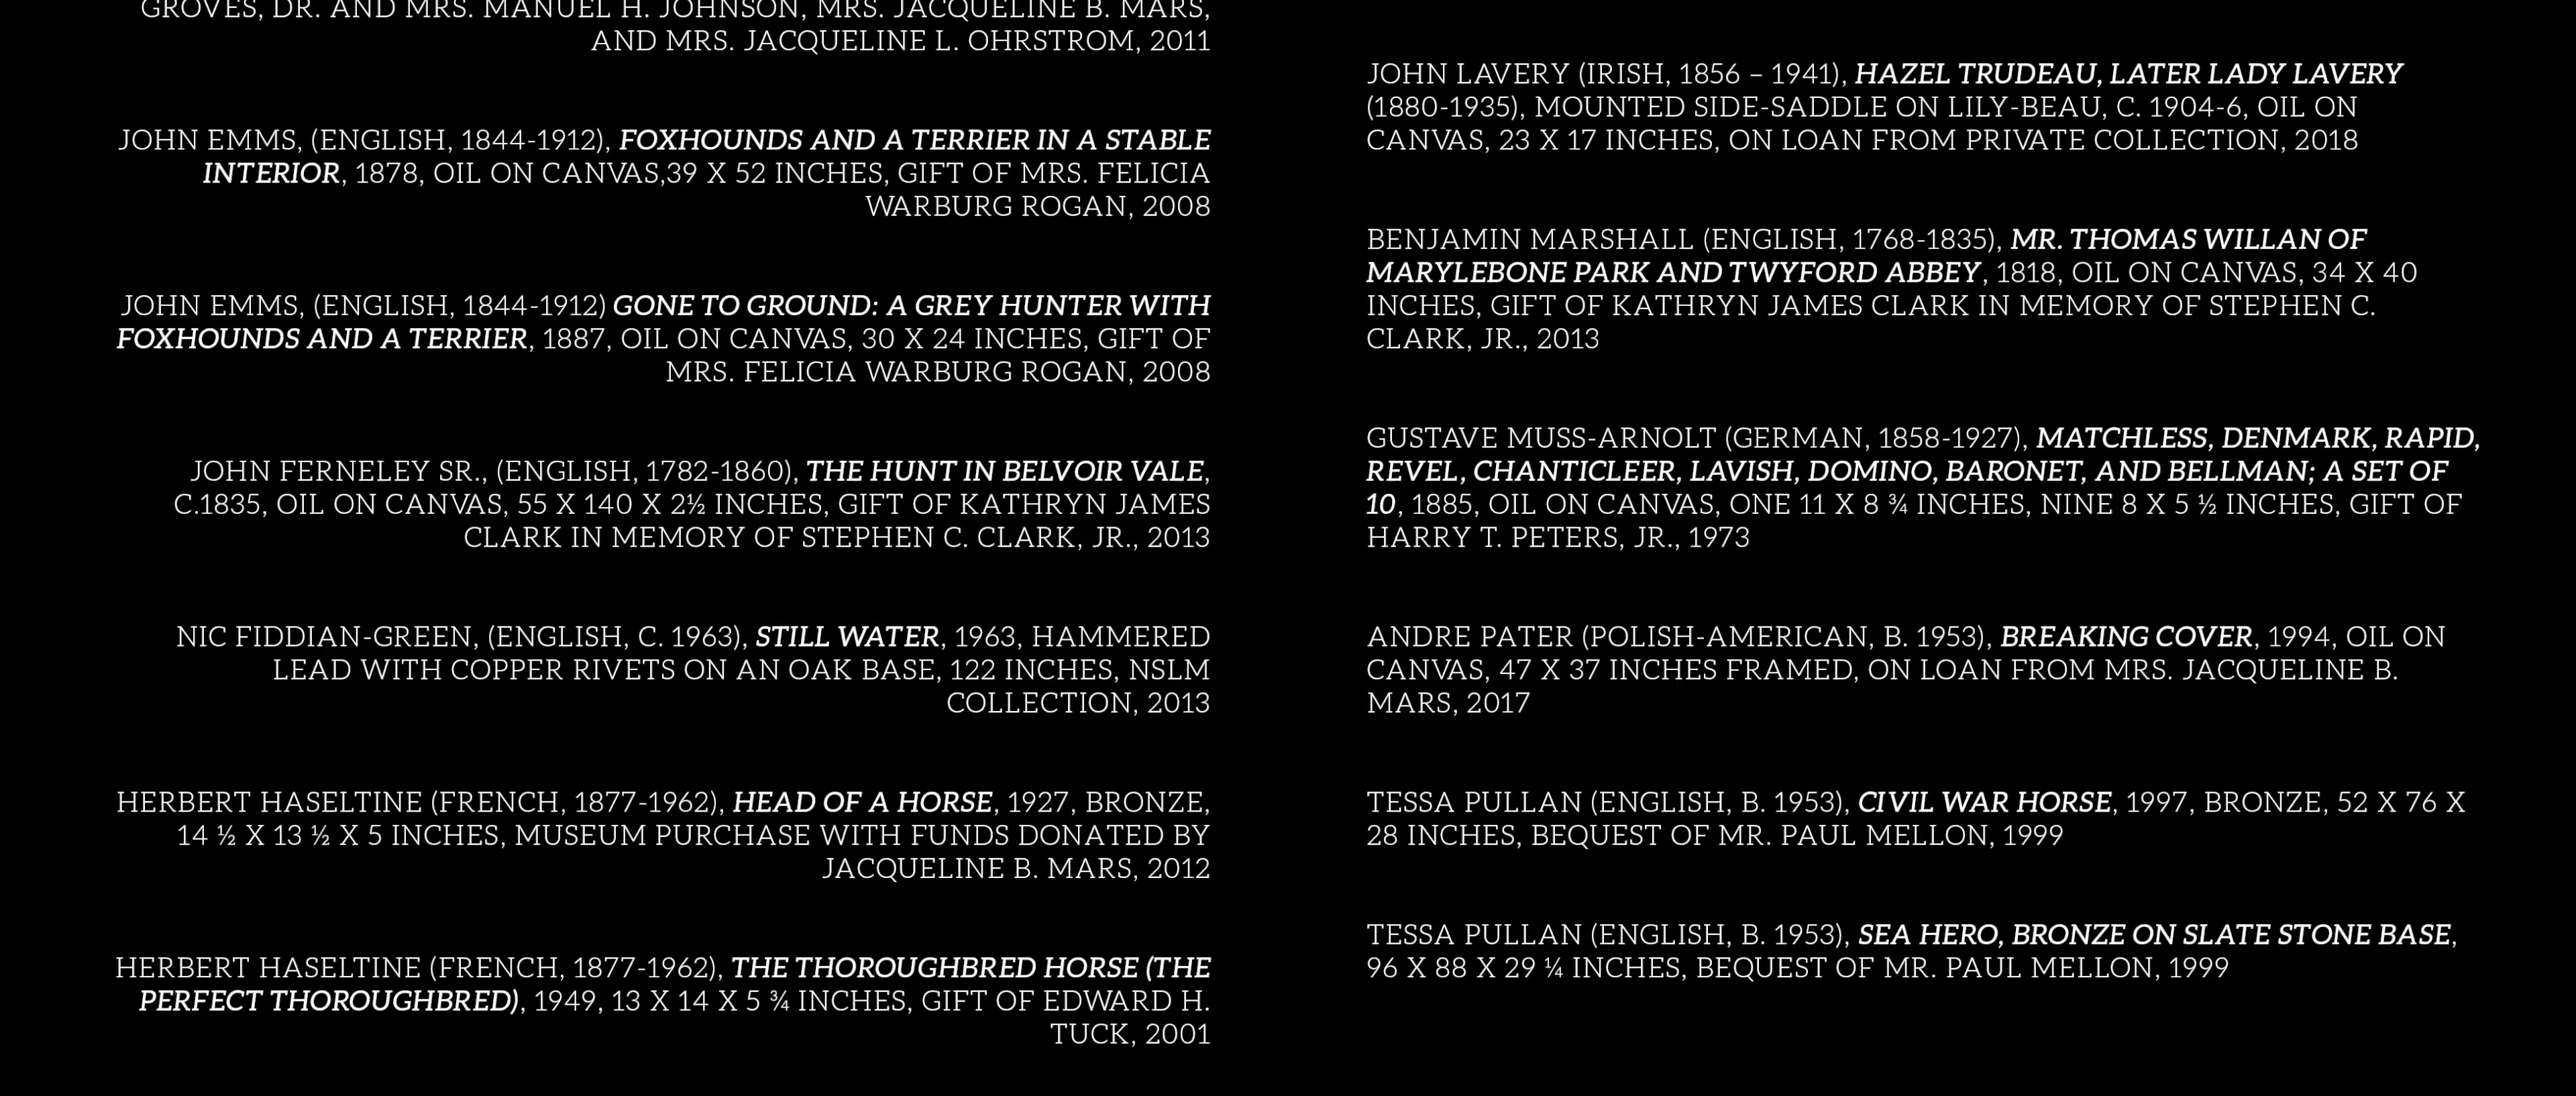 GROVES, DR. AND MRS. MANUEL H. JOHNSON, MRS. JACQUELINE B. MARS,
AND MRS. JACQUELINE L. OHRSTROM, 2011
JOHN EMMS, (ENGLISH, 1844-1912), FOXHOUNDS AND A TERRIER IN A STABLE
INTERIOR, 1878, OIL ON CANVAS,39 X 52 INCHES, GIFT OF MRS. FELICIA
WARBURG ROGAN, 2008
JOHN EMMS, (ENGLISH, 1844-1912) GONE TO GROUND: A GREY HUNTER WITH
FOXHOUNDS AND A TERRIER, 1887, OIL ON CANVAS, 30 X 24 INCHES, GIFT OF
MRS. FELICIA WARBURG ROGAN, 2008
JOHN FERNELEY SR., (ENGLISH, 1782-1860), THE HUNT IN BELVOIR VALE,
C.1835, OIL ON CANVAS, 55 X 140 X 2½ INCHES, GIFT OF KATHRYN JAMES
CLARK IN MEMORY OF STEPHEN C. CLARK, JR., 2013
NIC FIDDIAN-GREEN, (ENGLISH, C. 1963), STILL WATER, 1963, HAMMERED
LEAD WITH COPPER RIVETS ON AN OAK BASE, 122 INCHES, NSLM
COLLECTION, 2013
HERBERT HASELTINE (FRENCH, 1877-1962), HEAD OF A HORSE, 1927, BRONZE,
14 ½ X 13 ½ X 5 INCHES, MUSEUM PURCHASE WITH FUNDS DONATED BY
JACQUELINE B. MARS, 2012
HERBERT HASELTINE (FRENCH, 1877-1962), THE THOROUGHBRED HORSE (THE
PERFECT THOROUGHBRED), 1949, 13 X 14 X 5 ¾ INCHES, GIFT OF EDWARD H.
TUCK, 2001
JOHN LAVERY (IRISH, 1856 – 1941), HAZEL TRUDEAU, LATER LADY LAVERY
(1880-1935), MOUNTED SIDE-SADDLE ON LILY-BEAU, C. 1904-6, OIL ON
CANVAS, 23 X 17 INCHES, ON LOAN FROM PRIVATE COLLECTION, 2018
BENJAMIN MARSHALL (ENGLISH, 1768-1835), MR. THOMAS WILLAN OF
MARYLEBONE PARK AND TWYFORD ABBEY, 1818, OIL ON CANVAS, 34 X 40
INCHES, GIFT OF KATHRYN JAMES CLARK IN MEMORY OF STEPHEN C.
CLARK, JR., 2013
GUSTAVE MUSS-ARNOLT (GERMAN, 1858-1927), MATCHLESS, DENMARK, RAPID,
REVEL, CHANTICLEER, LAVISH, DOMINO, BARONET, AND BELLMAN; A SET OF
10, 1885, OIL ON CANVAS, ONE 11 X 8 ¾ INCHES, NINE 8 X 5 ½ INCHES, GIFT OF
HARRY T. PETERS, JR., 1973
ANDRE PATER (POLISH-AMERICAN, B. 1953), BREAKING COVER, 1994, OIL ON
CANVAS, 47 X 37 INCHES FRAMED, ON LOAN FROM MRS. JACQUELINE B.
MARS, 2017
TESSA PULLAN (ENGLISH, B. 1953), CIVIL WAR HORSE, 1997, BRONZE, 52 X 76 X
28 INCHES, BEQUEST OF MR. PAUL MELLON, 1999
TESSA PULLAN (ENGLISH, B. 1953), SEA HERO, BRONZE ON SLATE STONE BASE,
96 X 88 X 29 ¼ INCHES, BEQUEST OF MR. PAUL MELLON, 1999